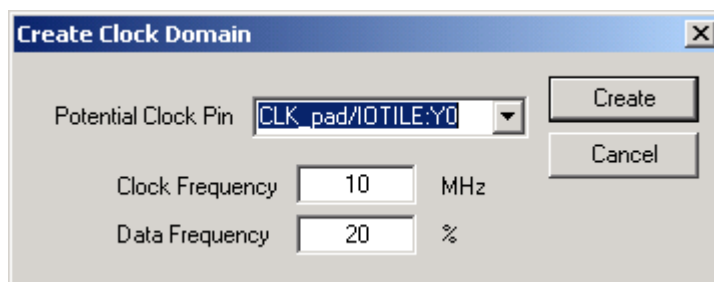 Create Clock Domain
Potential Clock Pin CLK_pad/IOTILE:Y0 Create
Cancel
Clock Frequency 10 MHz
Data Frequency 20 %